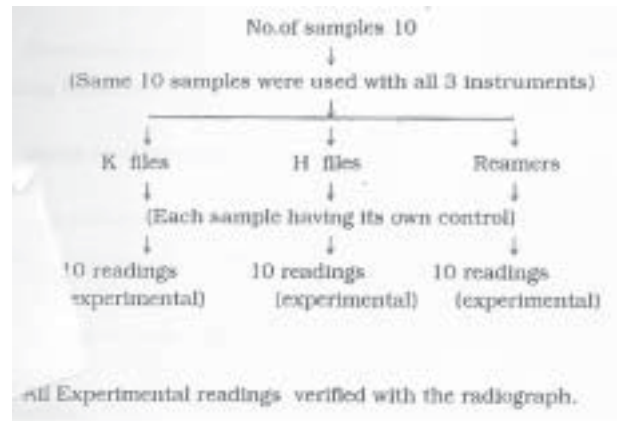 No.of samples 10
(Same 10 samples were used with all 3 instruments)
K files H files Reamers
(Each sample having its own control)
10 readings 10 readings 10 readings
experimental) (experimental) (experimental)
All Experimental readings verified with the radiograph.